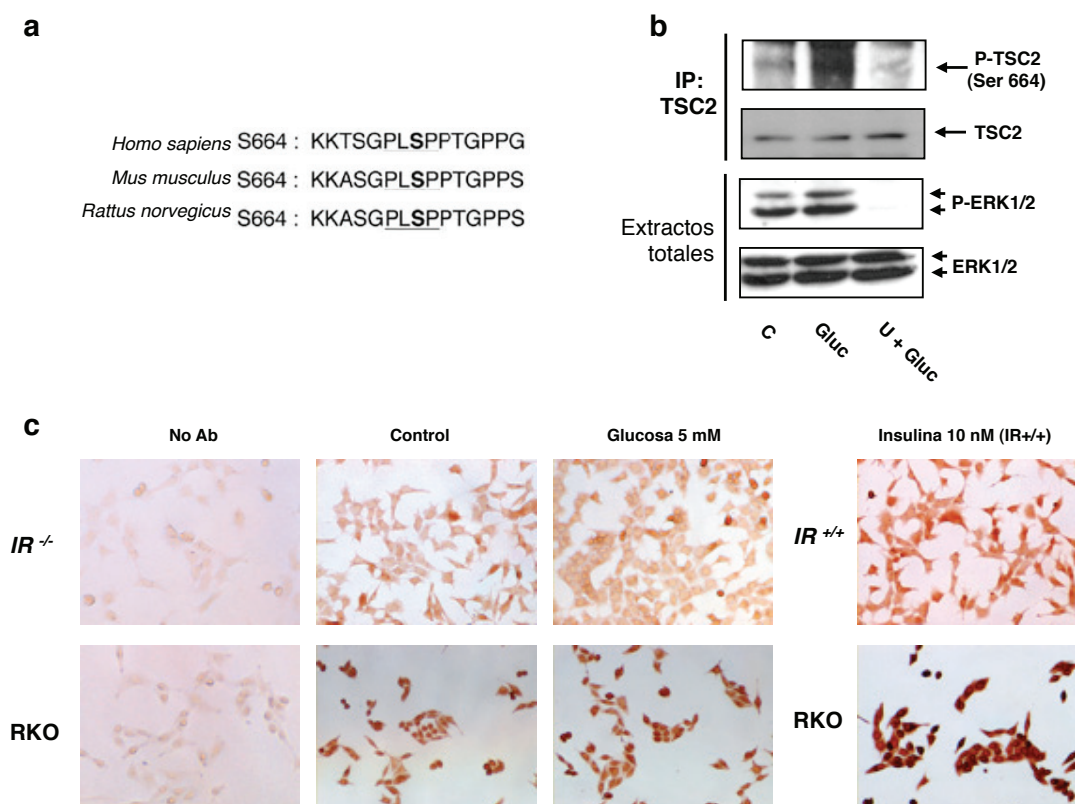 a
Homo sapiens S664 : KKTSGPLSPPTGPPG
Mus musculus S664 : KKASGPLSPPTGPPS
Rattus norvegicus S664 : KKASGPLSPPTGPPS
b
IP:
TSC2
P-TSC2
(Ser 664)
TSC2
Extractos
totales
P-ERK1/2
ERK1/2
C
Gluc
U + Gluc
c
No Ab
Control
Glucosa 5 mM
Insulina 10 nM (IR+/+)
IR -/-
IR +/+
RKO
RKO